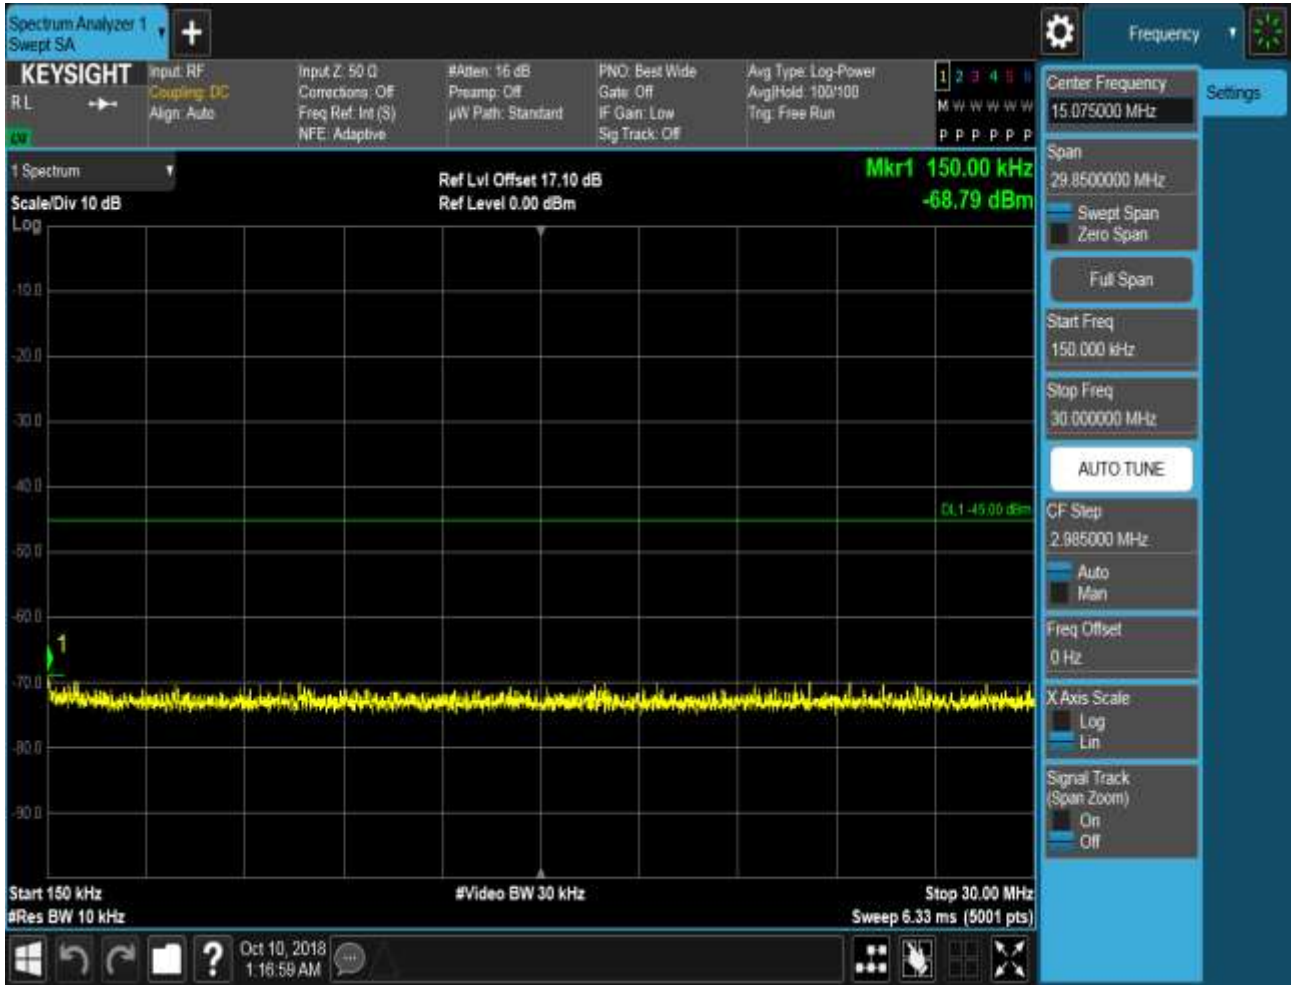 Spectrum Analyzer 1
Swept SA
Frequency
KEYSIGHT
RL
Input: RF
Coupling: DC
Align: Auto
Input Z: 50 Ω
Corrections: Off
Freq Ref: Int (S)
NFE: Adaptive
#Atten: 16 dB
Preamp: Off
µW Path: Standard
PNO: Best Wide
Gate: Off
IF Gain: Low
Sig Track: Off
Avg Type: Log-Power
Avg|Hold: 100/100
Trig: Free Run
1 2 3 4 5 6
M W W W W W
P P P P P P
1 Spectrum
Scale/Div 10 dB
Log
Ref Lvl Offset 17.10 dB
Ref Level 0.00 dBm
Mkr1 150.00 kHz
-68.79 dBm
-10.0
-20.0
-30.0
-40.0
DL1 -45.00 dBm
-50.0
-60.0
1
-70.0
-80.0
-90.0
Start 150 kHz
#Video BW 30 kHz
Stop 30.00 MHz
#Res BW 10 kHz
Sweep 6.33 ms (5001 pts)
Oct 10, 2018
1:16:59 AM
Center Frequency
15.075000 MHz
Settings
Span
29.8500000 MHz
Swept Span
Zero Span
Full Span
Start Freq
150.000 kHz
Stop Freq
30.000000 MHz
AUTO TUNE
CF Step
2.985000 MHz
Auto
Man
Freq Offset
0 Hz
X Axis Scale
Log
Lin
Signal Track
(Span Zoom)
On
Off